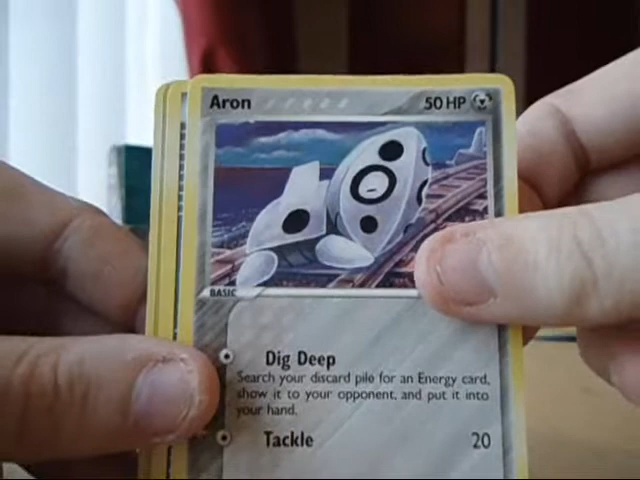 Aron 50 HP
BASIC
Dig Deep
Search your discard pile for an Energy card,
show it to your opponent, and put it into
your hand.
Tackle 20